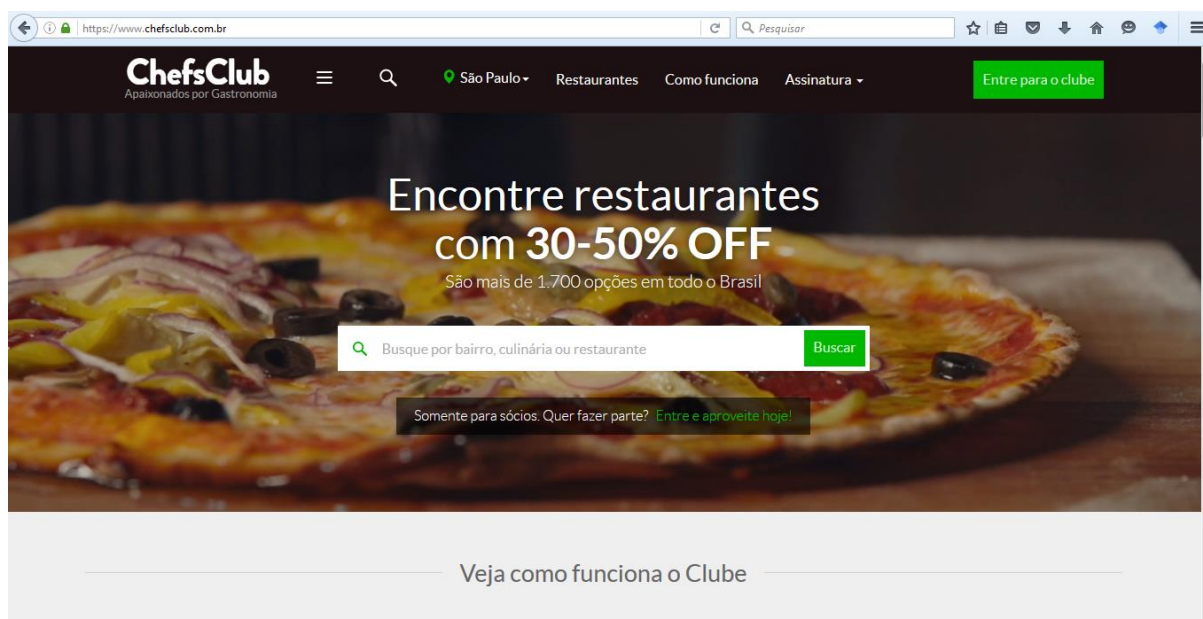 https://www.chefsclub.com.br
Pesquisar
ChefsClub
Apaixonados por Gastronomia
São Paulo
Restaurantes
Como funciona
Assinatura
Entre para o clube
Encontre restaurantes
com 30-50% OFF
São mais de 1.700 opções em todo o Brasil
Busque por bairro, culinária ou restaurante
Buscar
Somente para sócios. Quer fazer parte? Entre e aproveite hoje!
Veja como funciona o Clube